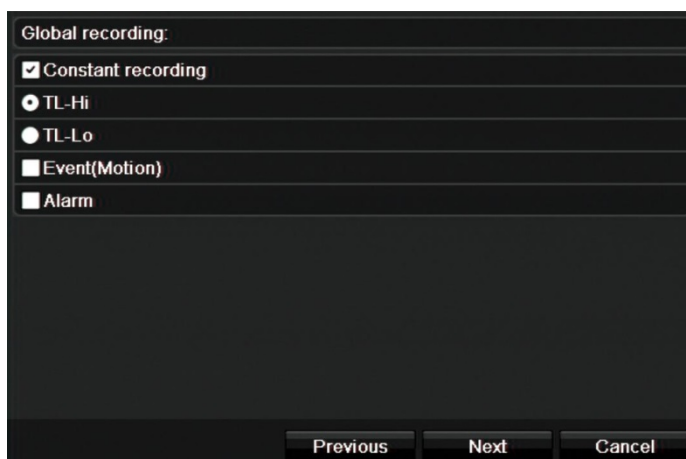 Global recording:
Constant recording
TL-Hi
TL-Lo
Event(Motion)
Alarm
Previous Next Cancel